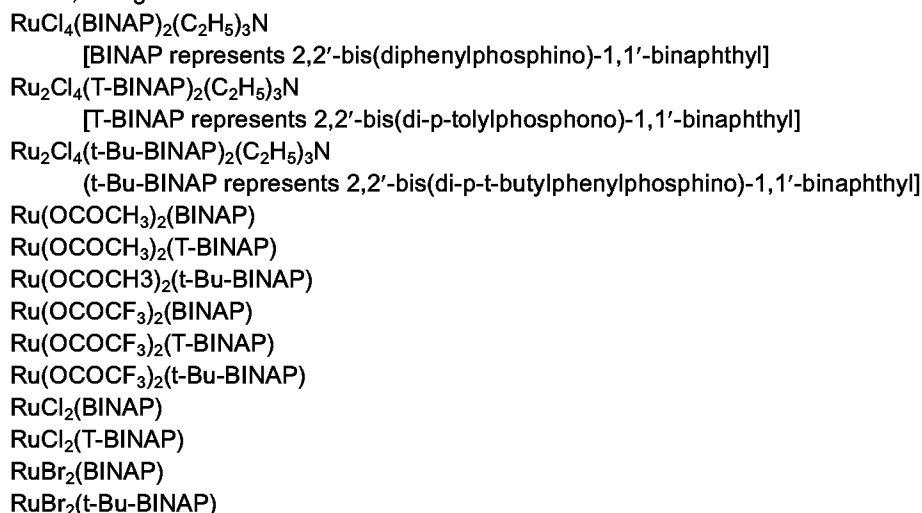 RuCl₄(BINAP)₂(C₂H₅)₃N
[BINAP represents 2,2′-bis(diphenylphosphino)-1,1′-binaphthyl]
Ru₂Cl₄(T-BINAP)₂(C₂H₅)₃N
[T-BINAP represents 2,2′-bis(di-p-tolylphosphono)-1,1′-binaphthyl]
Ru₂Cl₄(t-Bu-BINAP)₂(C₂H₅)₃N
(t-Bu-BINAP represents 2,2′-bis(di-p-t-butylphenylphosphino)-1,1′-binaphthyl]
Ru(OCOCH₃)₂(BINAP)
Ru(OCOCH₃)₂(T-BINAP)
Ru(OCOCH3)₂(t-Bu-BINAP)
Ru(OCOCF₃)₂(BINAP)
Ru(OCOCF₃)₂(T-BINAP)
Ru(OCOCF₃)₂(t-Bu-BINAP)
RuCl₂(BINAP)
RuCl₂(T-BINAP)
RuBr₂(BINAP)
RuBr₂(t-Bu-BINAP)